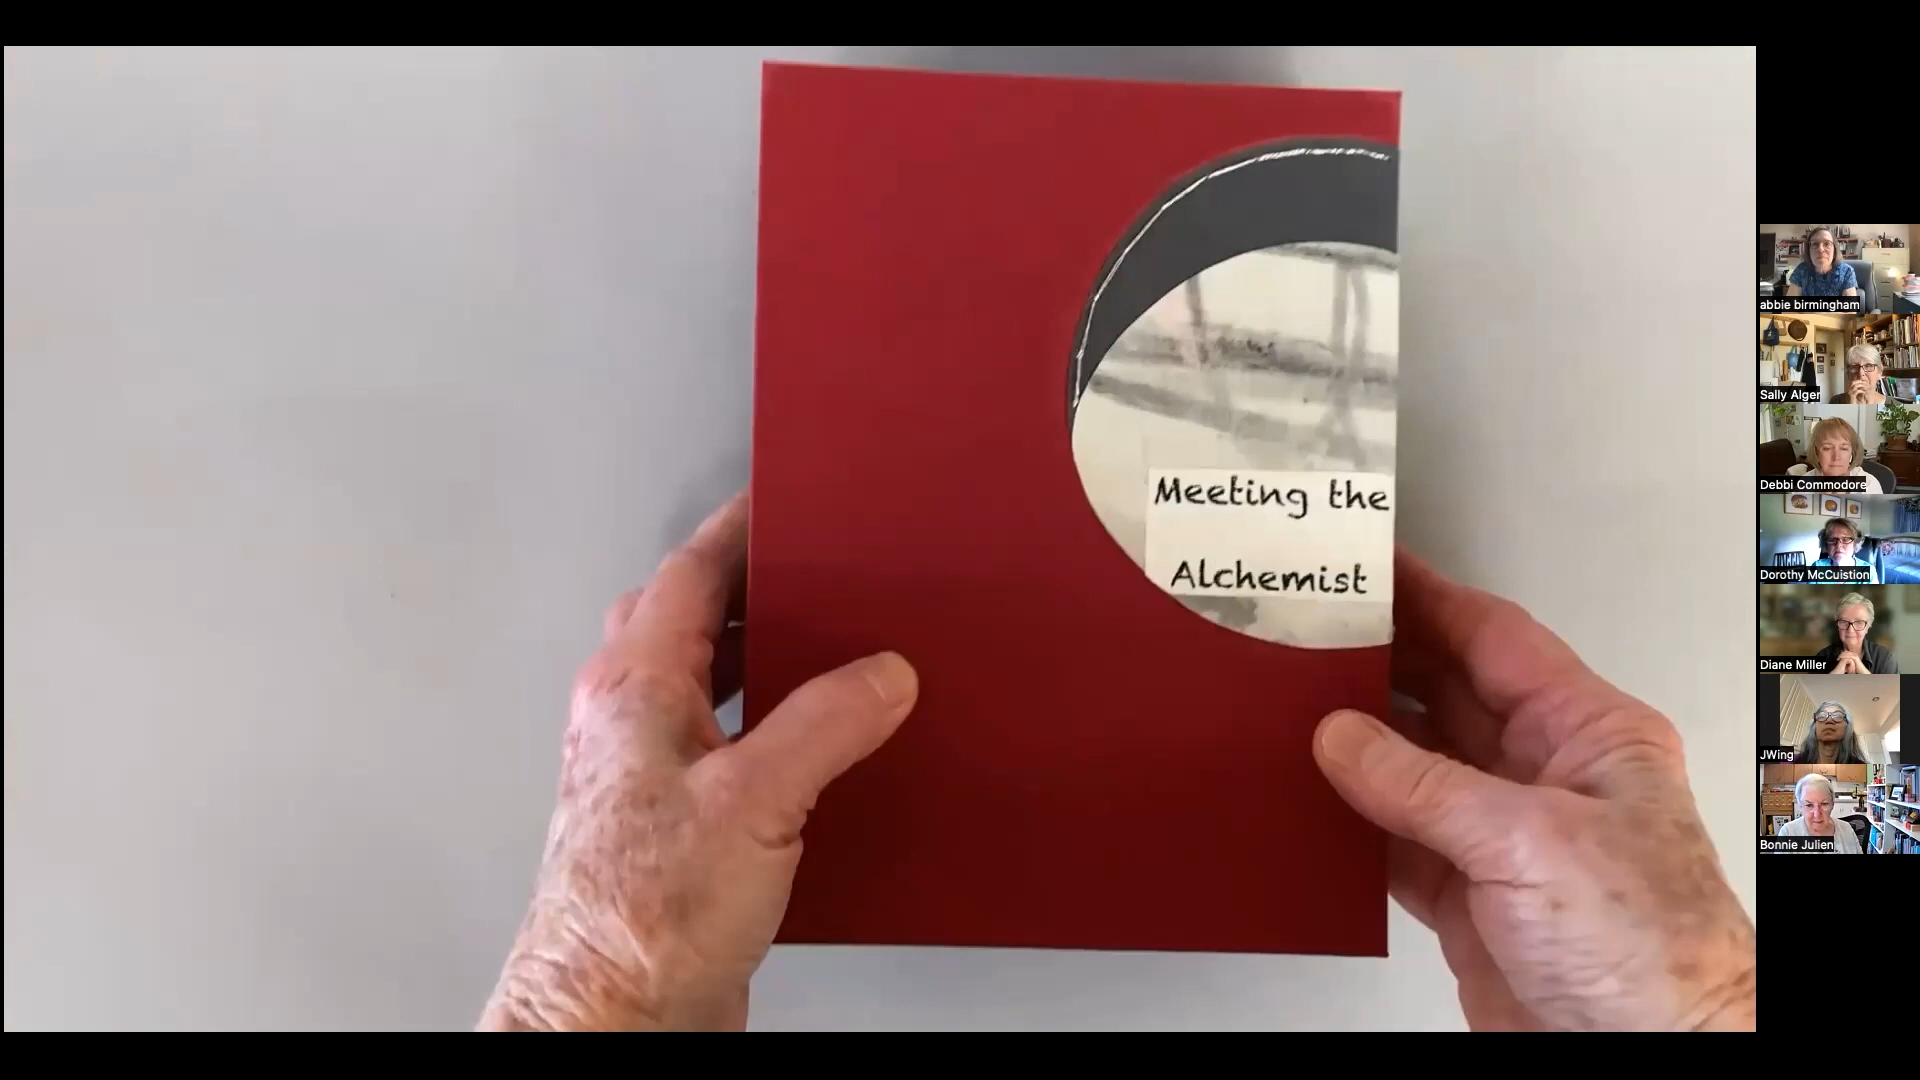 Meeting the
Alchemist
abbie birmingham
Sally Alger
Debbi Commodore
Dorothy McCuistion
Diane Miller
JWing
Bonnie Julien